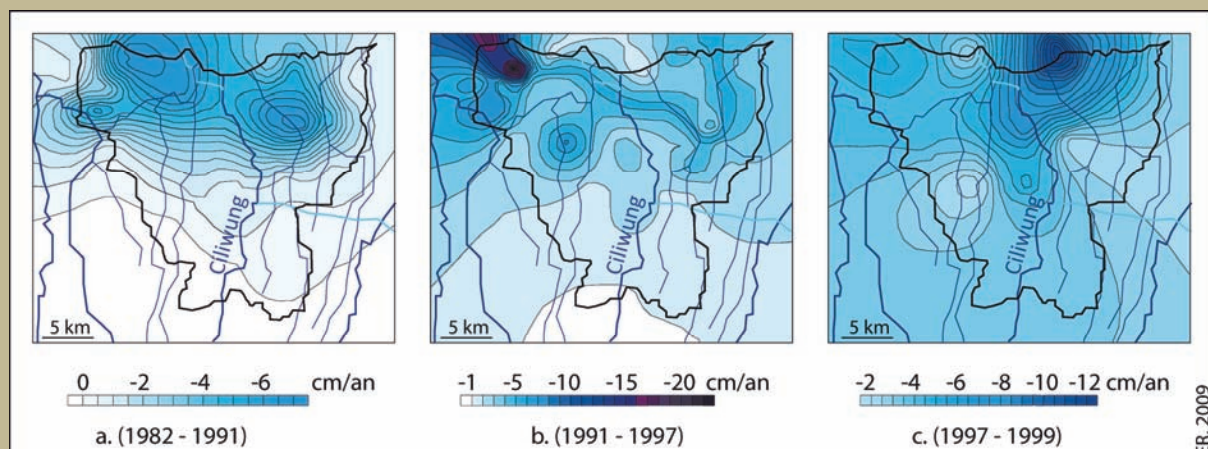 Ciliwung
5 km
0 -2 -4 -6 cm/an
a. (1982 - 1991)
Ciliwung
5 km
-1 -5 -10 -15 -20 cm/an
b. (1991 - 1997)
Ciliwung
5 km
-2 -4 -6 -8 -10 -12 cm/an
c. (1997 - 1999)
FR, 2009